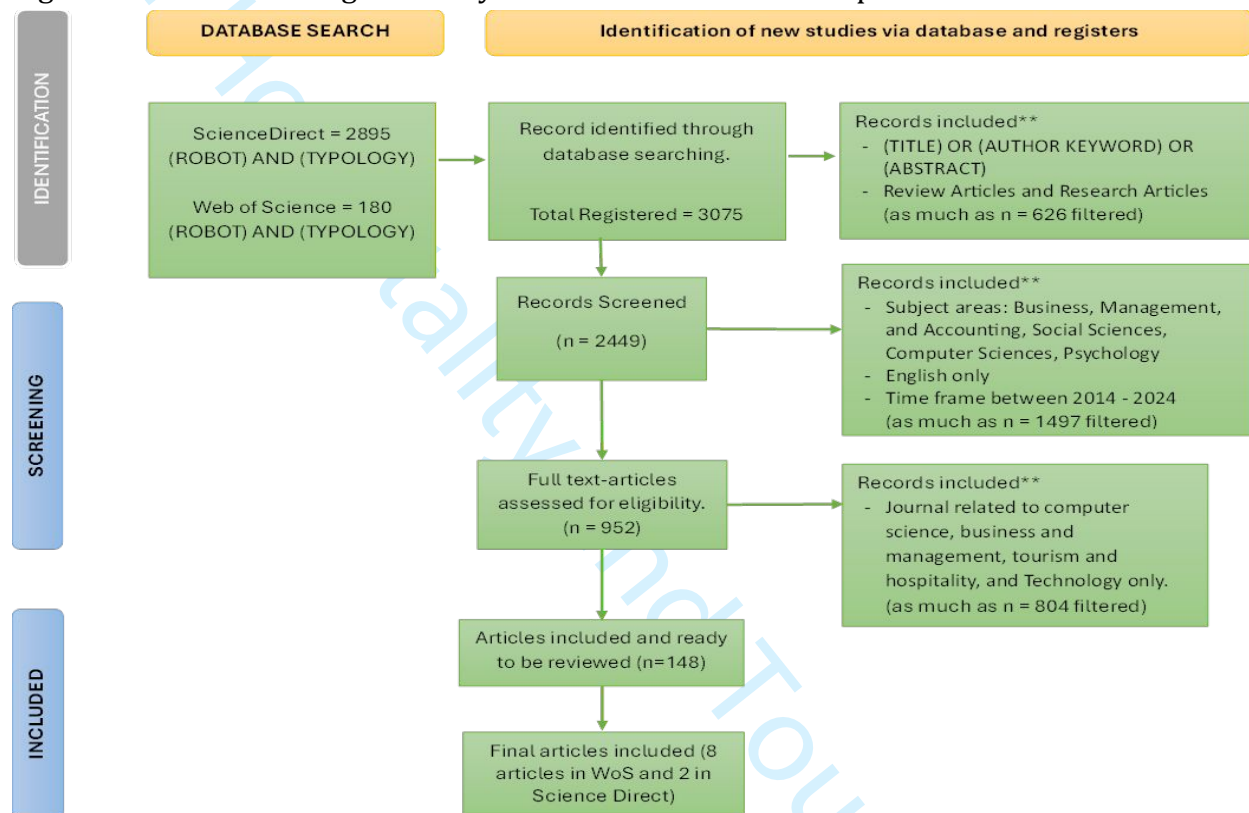 DATABASE SEARCH
Identification of new studies via database and registers
IDENTIFICATION
ScienceDirect = 2895
(ROBOT) AND (TYPOLOGY)
Web of Science = 180
(ROBOT) AND (TYPOLOGY)
Record identified through
database searching.
Total Registered = 3075
Records included**
- (TITLE) OR (AUTHOR KEYWORD) OR
(ABSTRACT)
- Review Articles and Research Articles
(as much as n = 626 filtered)
SCREENING
Records Screened
(n = 2449)
Records included**
- Subject areas: Business, Management,
and Accounting, Social Sciences,
Computer Sciences, Psychology
- English only
- Time frame between 2014 - 2024
(as much as n = 1497 filtered)
Full text-articles
assessed for eligibility.
(n = 952)
Records included**
- Journal related to computer
science, business and
management, tourism and
hospitality, and Technology only.
(as much as n = 804 filtered)
INCLUDED
Articles included and ready
to be reviewed (n=148)
Final articles included (8
articles in WoS and 2 in
Science Direct)